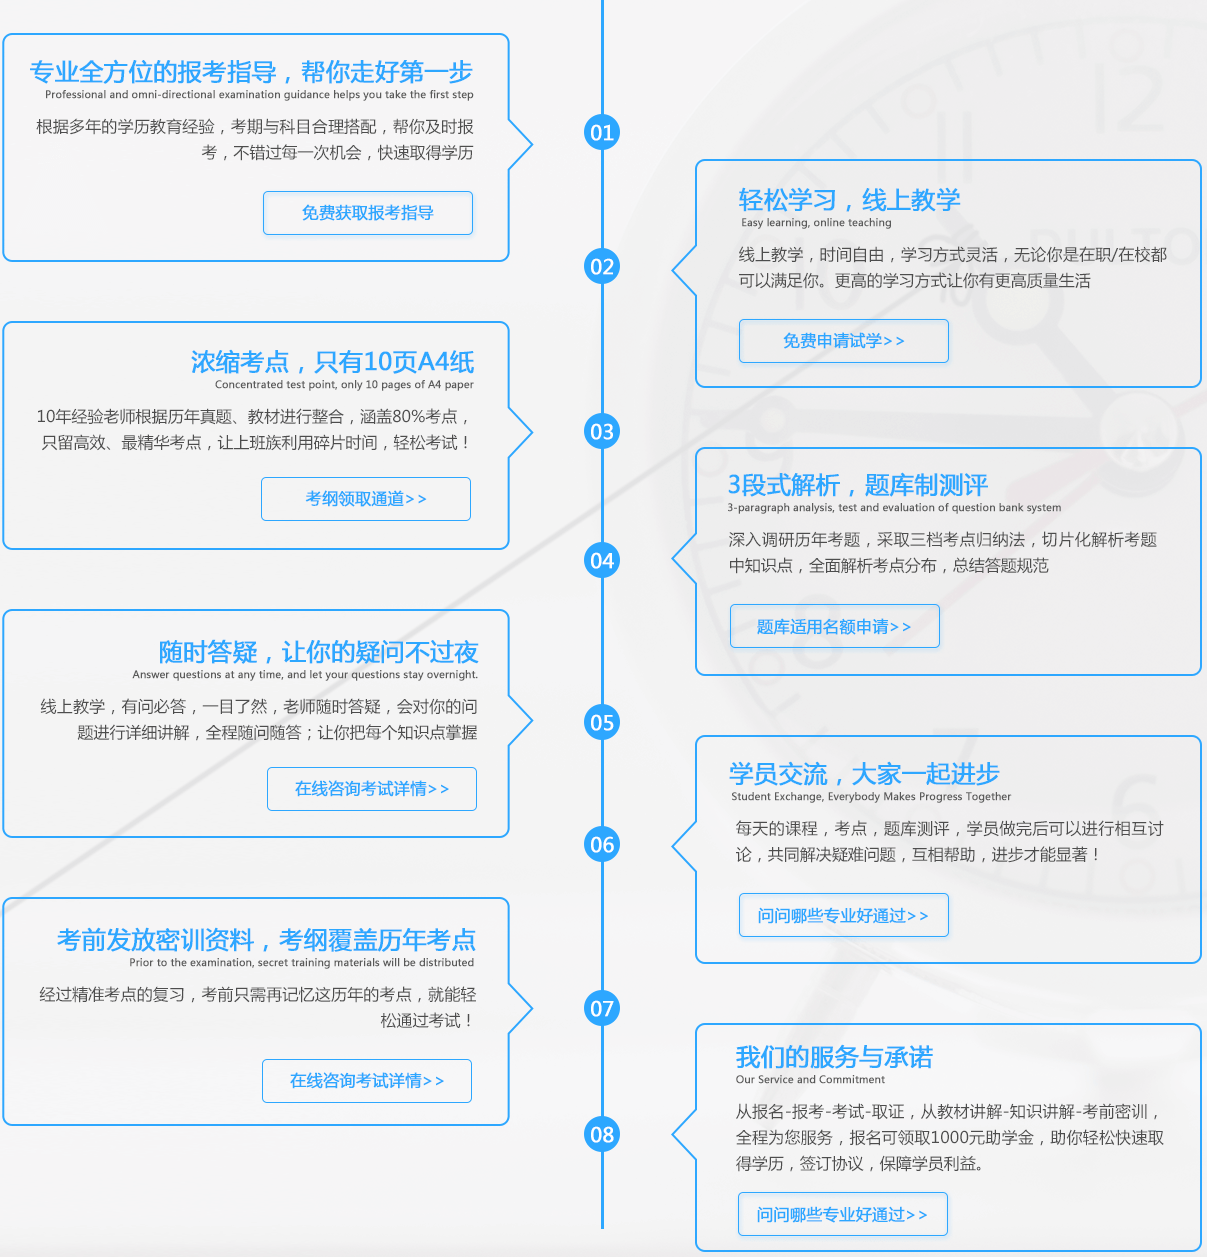 专业全方位的报考指导，帮你走好第一步
Professional and omni-directional examination guidance helps you take the first step
根据多年的学历教育经验，考期与科目合理搭配，帮你及时报
考，不错过每一次机会，快速取得学历
免费获取报考指导
01
轻松学习，线上教学
Easy learning, online teaching
线上教学，时间自由，学习方式灵活，无论你是在职/在校都
可以满足你。更高的学习方式让你有更高质量生活
免费申请试学>>
02
浓缩考点，只有10页A4纸
Concentrated test point, only 10 pages of A4 paper
10年经验老师根据历年真题、教材进行整合，涵盖80%考点，
只留高效、最精华考点，让上班族利用碎片时间，轻松考试！
考纲领取通道>>
03
3段式解析，题库制测评
3-paragraph analysis, test and evaluation of question bank system
深入调研历年考题，采取三档考点归纳法，切片化解析考题
中知识点，全面解析考点分布，总结答题规范
题库适用名额申请>>
04
随时答疑，让你的疑问不过夜
Answer questions at any time, and let your questions stay overnight.
线上教学，有问必答，一目了然，老师随时答疑，会对你的问
题进行详细讲解，全程随问随答；让你把每个知识点掌握
在线咨询考试详情>>
05
学员交流，大家一起进步
Student Exchange, Everybody Makes Progress Together
每天的课程，考点，题库测评，学员做完后可以进行相互讨
论，共同解决疑难问题，互相帮助，进步才能显著！
问问哪些专业好通过>>
06
考前发放密训资料，考纲覆盖历年考点
Prior to the examination, secret training materials will be distributed
经过精准考点的复习，考前只需再记忆这历年的考点，就能轻
松通过考试！
在线咨询考试详情>>
07
我们的服务与承诺
Our Service and Commitment
从报名-报考-考试-取证，从教材讲解-知识讲解-考前密训，
全程为您服务，报名可领取1000元助学金，助你轻松快速取
得学历，签订协议，保障学员利益。
问问哪些专业好通过>>
08